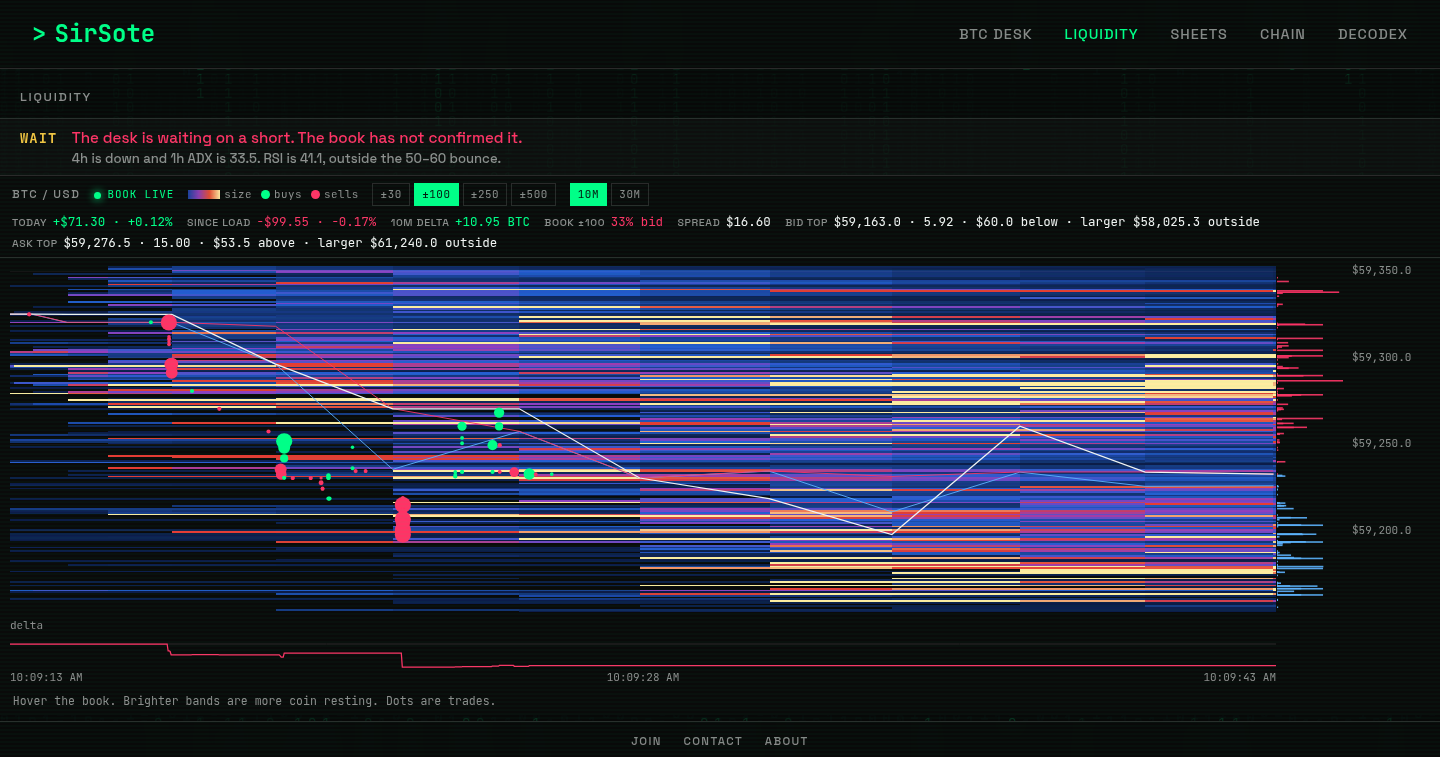 > SirSote
BTC DESK LIQUIDITY SHEETS CHAIN DECODEX
LIQUIDITY
WAIT The desk is waiting on a short. The book has not confirmed it.
4h is down and 1h ADX is 33.5. RSI is 41.1, outside the 50–60 bounce.
BTC / USD BOOK LIVE size buys sells ±30 ±100 ±250 ±500 10M 30M
TODAY +$71.30 · +0.12% SINCE LOAD -$99.55 · -0.17% 10M DELTA +10.95 BTC BOOK ±100 33% bid SPREAD $16.60 BID TOP $59,163.0 · 5.92 · $60.0 below · larger $58,025.3 outside
ASK TOP $59,276.5 · 15.00 · $53.5 above · larger $61,240.0 outside
$59,350.0
$59,300.0
$59,250.0
$59,200.0
delta
10:09:13 AM 10:09:28 AM 10:09:43 AM
Hover the book. Brighter bands are more coin resting. Dots are trades.
JOIN CONTACT ABOUT